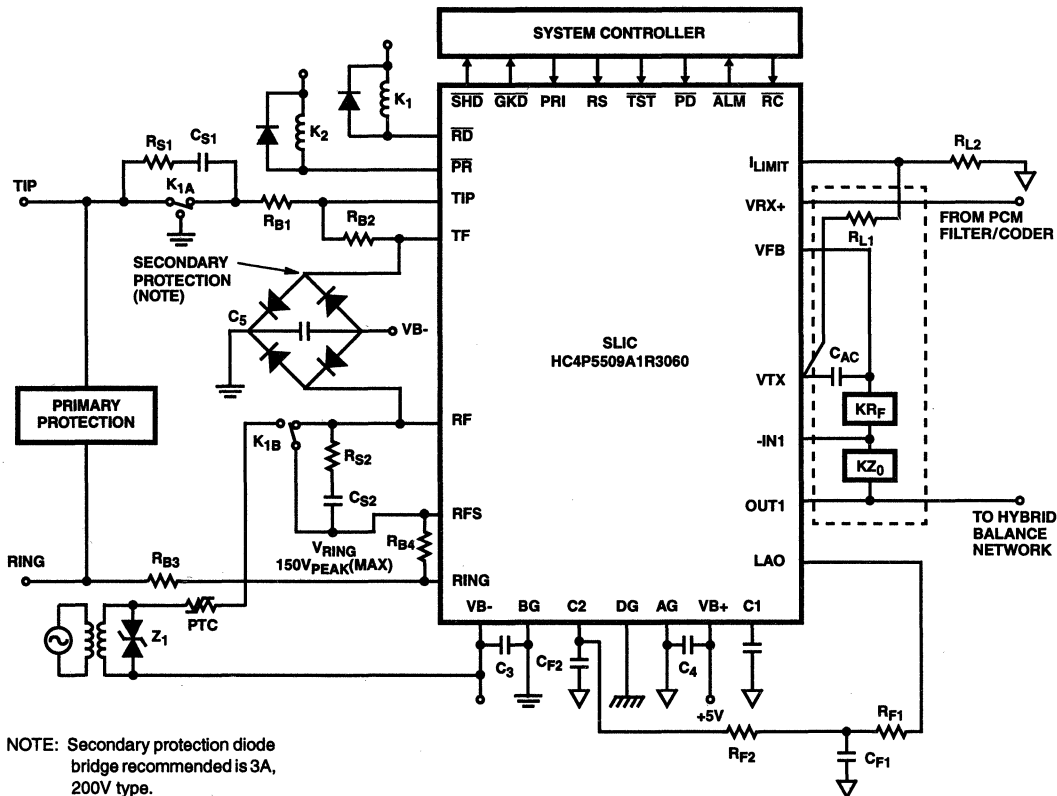 SYSTEM CONTROLLER
SHD GKD PRI RS TST PD ALM RC
K1
K2
RD
PR
RS1 CS1
K1A
TIP
RB1
TIP
RB2
TF
SECONDARY
PROTECTION
(NOTE)
C5
VB-
PRIMARY
PROTECTION
RF
K1B
RS2
CS2
RFS
VRING
150VPEAK(MAX)
RB4
RING
RB3
RING
PTC
Z1
SLIC
HC4P5509A1R3060
ILIMIT
RL2
VRX+
FROM PCM
FILTER/CODER
RL1
VFB
CAC
VTX
KRF
-IN1
KZ0
OUT1
TO HYBRID
BALANCE
NETWORK
LAO
VB- BG C2 DG AG VB+ C1
C3
CF2
C4
+5V
RF2
RF1
CF1
NOTE: Secondary protection diode
bridge recommended is 3A,
200V type.